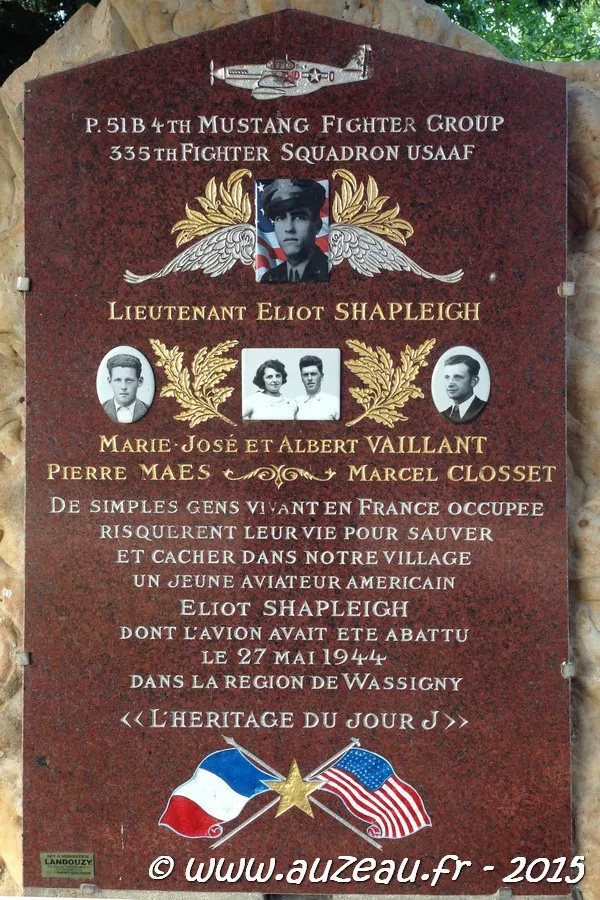 P.51B 4TH MUSTANG FIGHTER GROUP
335TH FIGHTER SQUADRON USAAF
LIEUTENANT ELIOT SHAPLEIGH
MARIE-JOSÉ ET ALBERT VAILLANT
PIERRE MAES MARCEL CLOSSET
DE SIMPLES GENS VIVANT EN FRANCE OCCUPEE
RISQUERENT LEUR VIE POUR SAUVER
ET CACHER DANS NOTRE VILLAGE
UN JEUNE AVIATEUR AMERICAIN
ELIOT SHAPLEIGH
DONT L'AVION AVAIT ETE ABATTU
LE 27 MAI 1944
DANS LA REGION DE WASSIGNY
<<L'HERITAGE DU JOUR J>>
LANDOUZY
© www.auzeau.fr - 2015